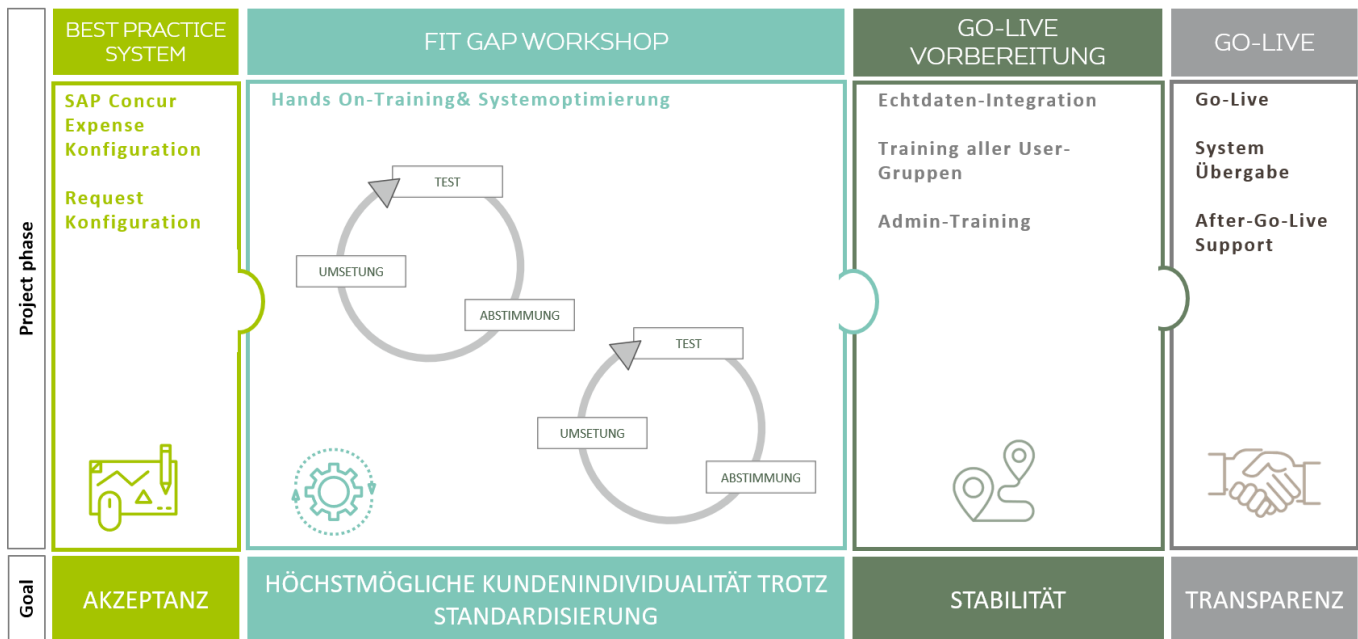 BEST PRACTICE
SYSTEM
FIT GAP WORKSHOP
GO-LIVE
VORBEREITUNG
GO-LIVE
Project phase
SAP Concur
Expense
Konfiguration
Request
Konfiguration
Hands On-Training& Systemoptimierung
TEST
UMSETUNG
ABSTIMMUNG
TEST
UMSETUNG
ABSTIMMUNG
Echtdaten-Integration
Training aller User-
Gruppen
Admin-Training
Go-Live
System
Übergabe
After-Go-Live
Support
Goal
AKZEPTANZ
HÖCHSTMÖGLICHE KUNDENINDIVIDUALITÄT TROTZ
STANDARDISIERUNG
STABILITÄT
TRANSPARENZ